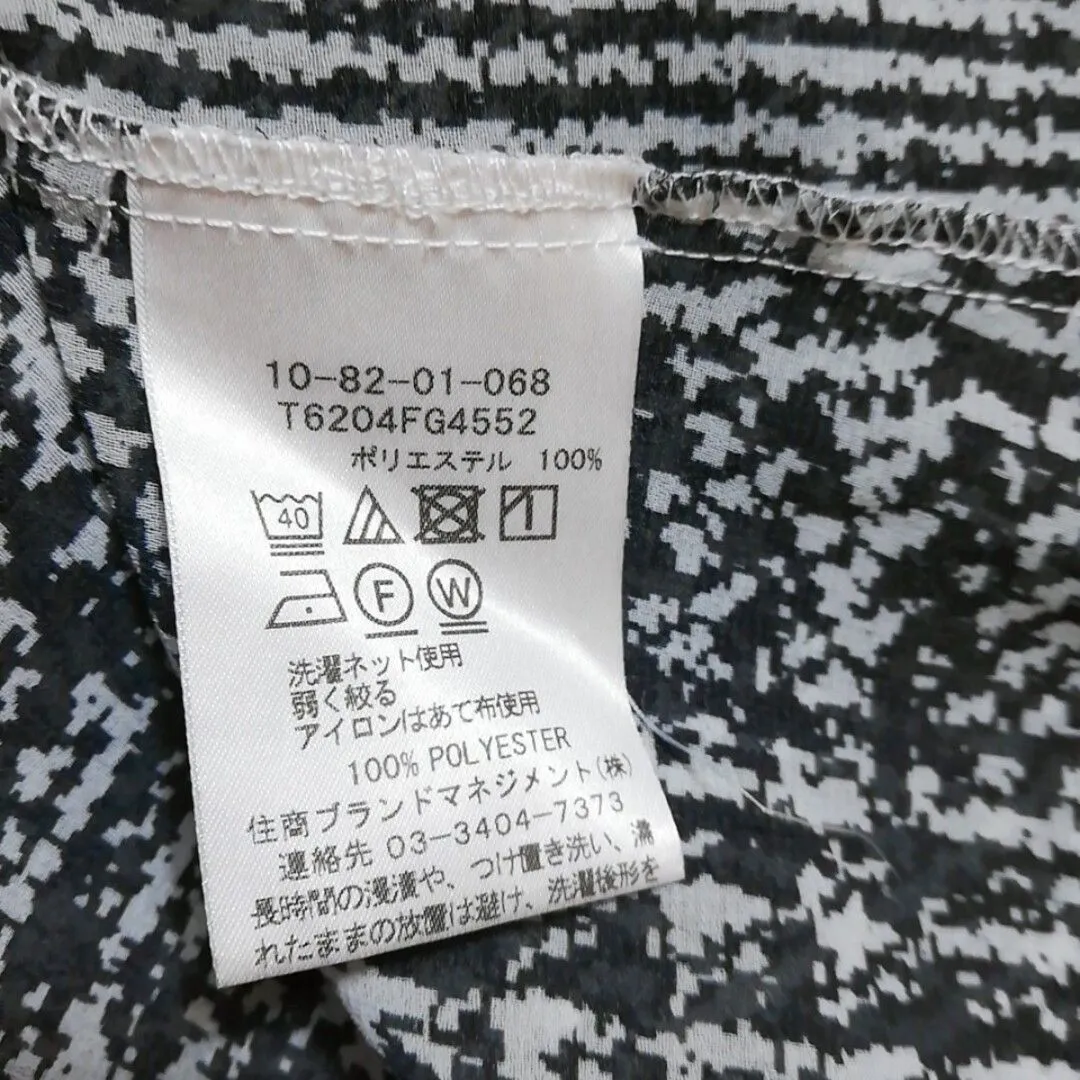 10-82-01-068
T6204FG4552
ポリエステル 100%
40
F W
洗濯ネット使用
弱く絞る
アイロンはあて布使用
100% POLYESTER
住商ブランドマネジメント(株)
連絡先 03-3404-7373
長時間の浸漬や、つけ置き洗い、濡
れたままの放置は避け、洗濯後形を